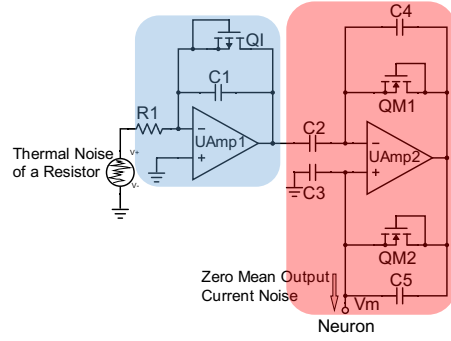 C4
QI
C1
QM1
R1
UAmp1
C2
UAmp2
Thermal Noise
of a Resistor
V+
V-
C3
QM2
Zero Mean Output
Current Noise
C5
Vm
Neuron